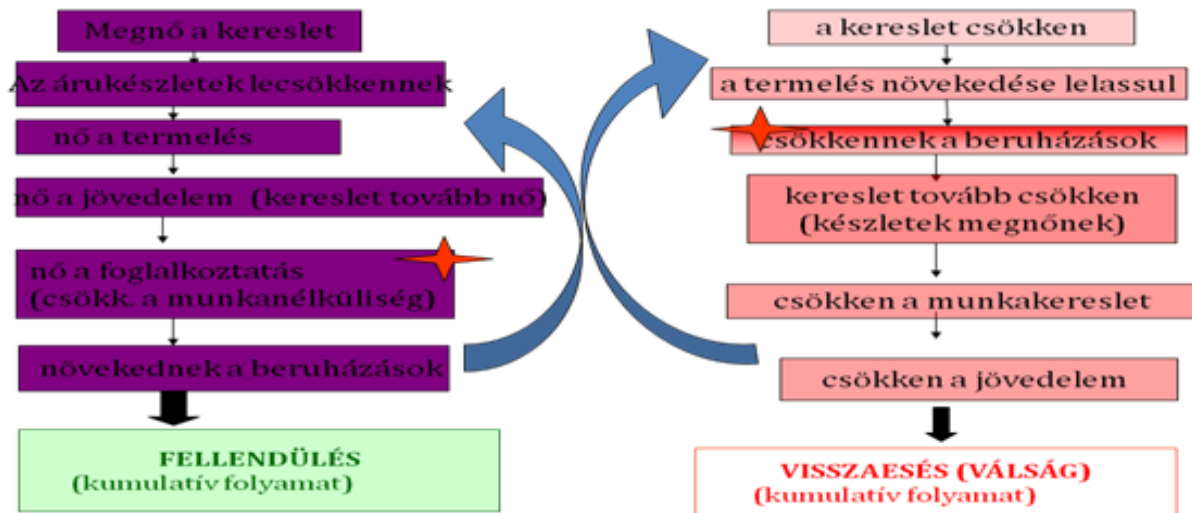 Megnő a kereslet
Az árukészletek lecsökkennek
nő a termelés
nő a jövedelem (kereslet tovább nő)
nő a foglalkoztatás
(csökk. a munkanélküliség)
növekednek a beruházások
FELLENDÜLÉS
(kumulatív folyamat)
a kereslet csökken
a termelés növekedése lelassul
csökkennek a beruházások
kereslet tovább csökken
(készletek megnőnek)
csökken a munkakereslet
csökken a jövedelem
VISSZAESÉS (VÁLSÁG)
(kumulatív folyamat)